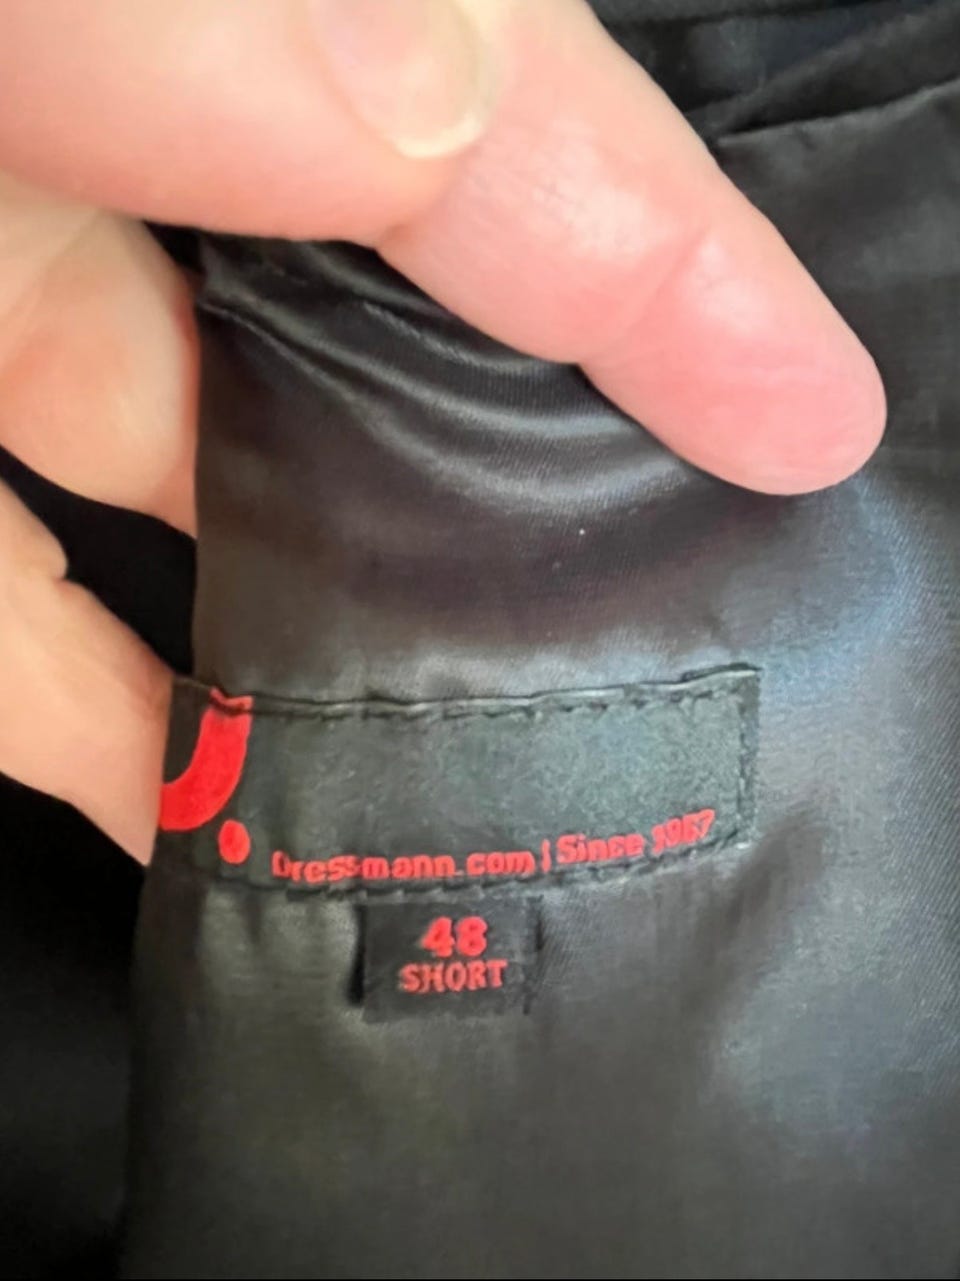 Dressmann.com | Since 1967
48
SHORT